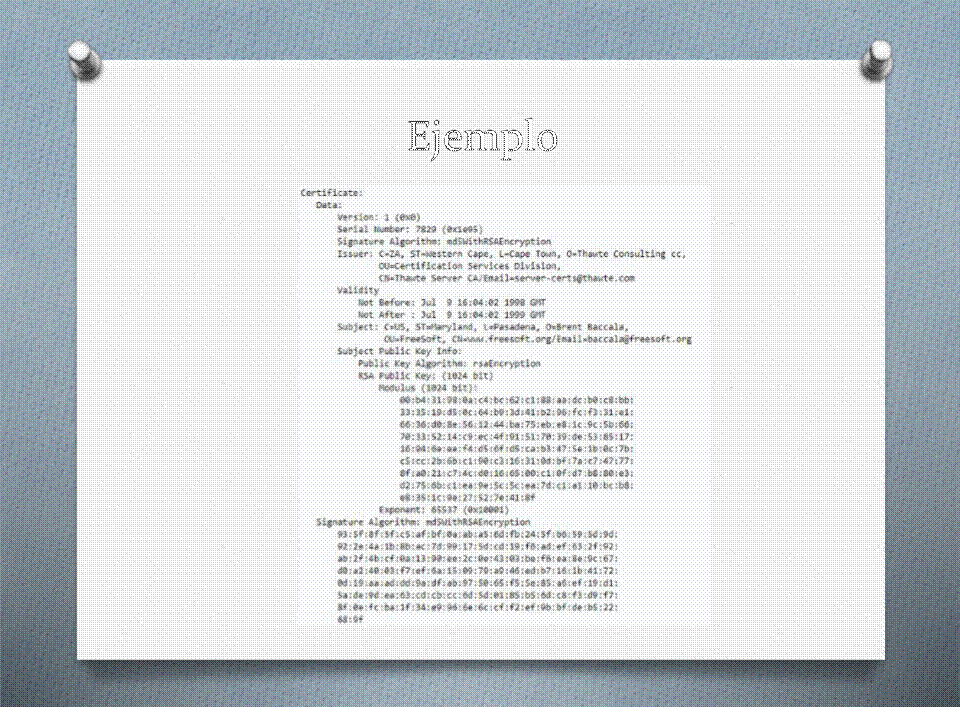 Ejemplo
Certificate:
Data:
Version: 1 (0x0)
Serial Number: 7829 (0x1e95)
Signature Algorithm: md5WithRSAEncryption
Issuer: C=ZA, ST=Western Cape, L=Cape Town, O=Thawte Consulting cc,
OU=Certification Services Division,
CN=Thawte Server CA/Email=server-certs@thawte.com
Validity
Not Before: Jul  9 16:04:02 1998 GMT
Not After : Jul  9 16:04:02 1999 GMT
Subject: C=US, ST=Maryland, L=Pasadena, O=Brent Baccala,
OU=FreeSoft, CN=www.freesoft.org/Email=baccala@freesoft.org
Subject Public Key Info:
Public Key Algorithm: rsaEncryption
RSA Public Key: (1024 bit)
Modulus (1024 bit):
00:b4:31:98:0a:c4:bc:62:c1:88:aa:dc:b0:c8:bb:
33:35:19:d5:0c:64:b9:3d:41:b2:96:fc:f3:31:e1:
66:36:d0:8e:56:12:44:ba:75:eb:e8:1c:9c:5b:66:
70:33:52:14:c9:ec:4f:91:51:70:39:de:53:85:17:
16:94:6e:ee:f4:d5:6f:d5:ca:b3:47:5e:1b:0c:7b:
c5:cc:2b:6b:c1:90:c3:16:31:0d:bf:7a:c7:47:77:
8f:a0:21:c7:4c:d0:16:65:00:c1:0f:d7:b8:80:e3:
d2:75:6b:c1:ea:9e:5c:5c:ea:7d:c1:a1:10:bc:b8:
e8:35:1c:9e:27:52:7e:41:8f
Exponent: 65537 (0x10001)
Signature Algorithm: md5WithRSAEncryption
93:5f:8f:5f:c5:af:bf:0a:ab:a5:6d:fb:24:5f:b6:59:5d:9d:
92:2e:4a:1b:8b:ac:7d:99:17:5d:cd:19:f6:ad:ef:63:2f:92:
ab:2f:4b:cf:0a:13:90:ee:2c:0e:43:03:be:f6:ea:8e:9c:67:
d0:a2:40:03:f7:ef:6a:15:09:79:a9:46:ed:b7:16:1b:41:72:
0d:19:aa:ad:dd:9a:df:ab:97:50:65:f5:5e:85:a6:ef:19:d1:
5a:de:9d:ea:63:cd:cb:cc:6d:5d:01:85:b5:6d:c8:f3:d9:f7:
8f:0e:fc:ba:1f:34:e9:96:6e:6c:cf:f2:ef:9b:bf:de:b5:22:
68:9f